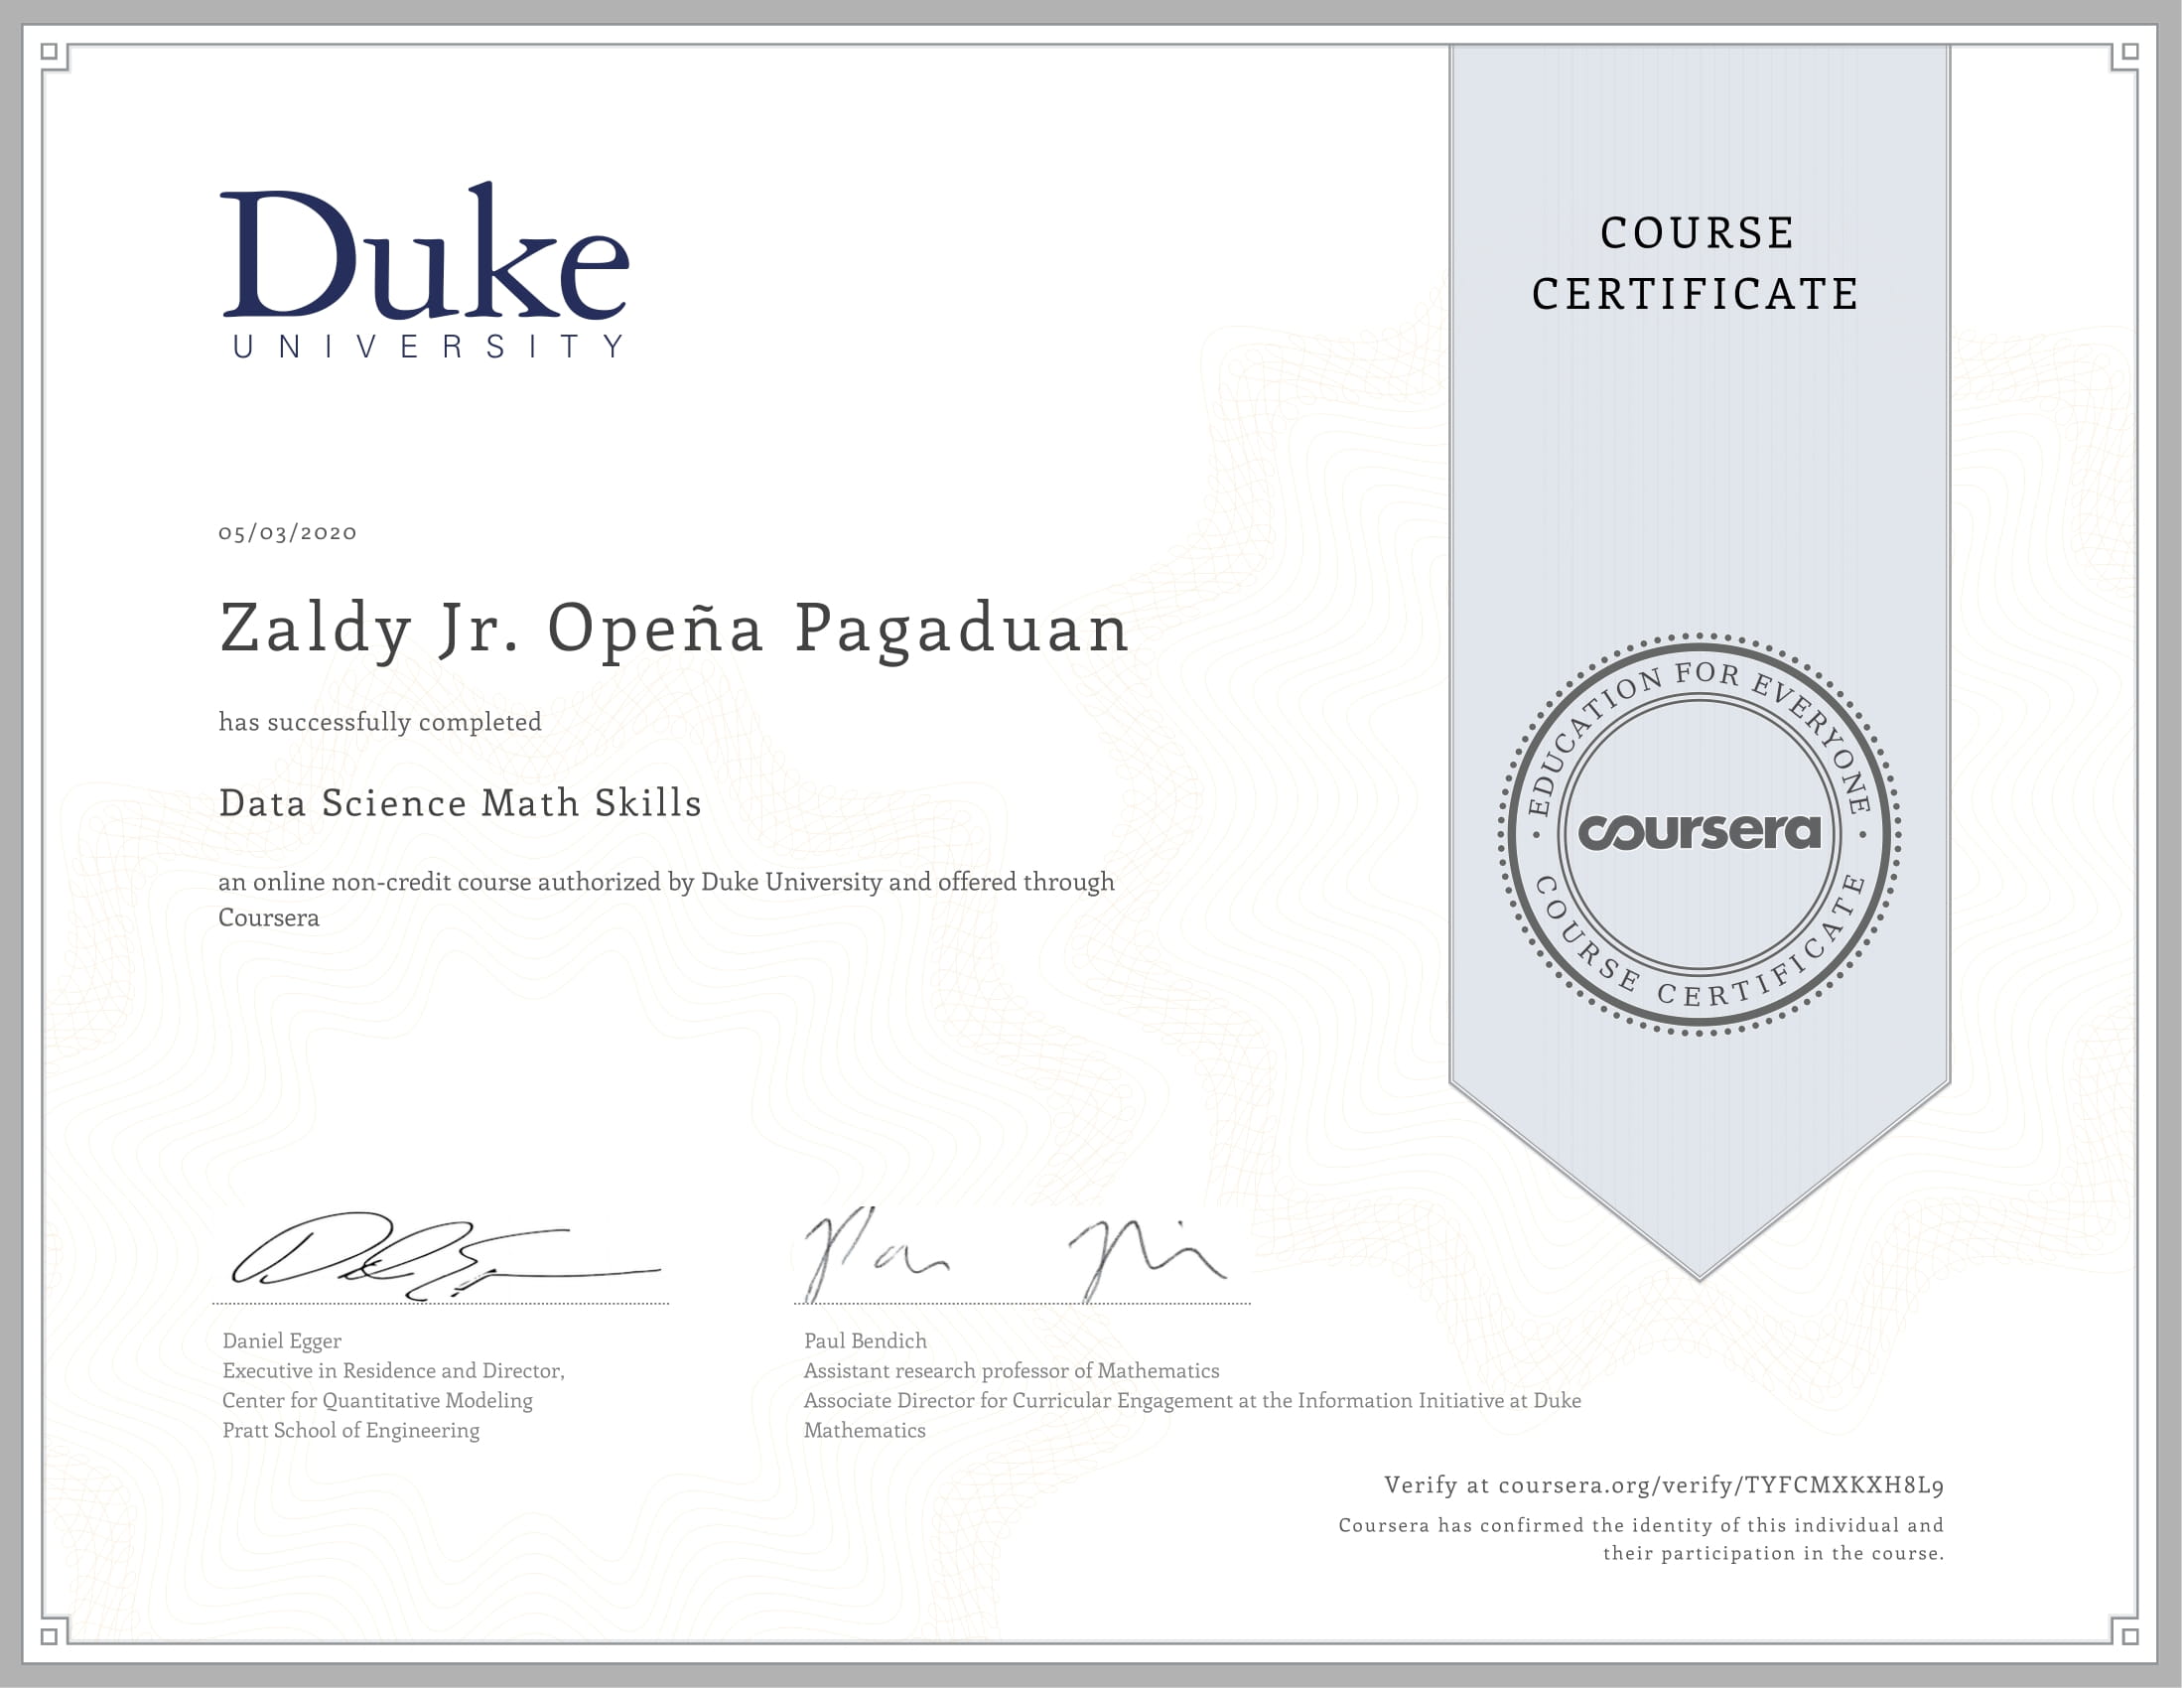 Duke
UNIVERSITY
COURSE
CERTIFICATE
05/03/2020
Zaldy Jr. Opeña Pagaduan
has successfully completed
Data Science Math Skills
an online non-credit course authorized by Duke University and offered through
Coursera
EDUCATION FOR EVERYONE
coursera
COURSE CERTIFICATE
Daniel Egger
Executive in Residence and Director,
Center for Quantitative Modeling
Pratt School of Engineering
Paul Bendich
Assistant research professor of Mathematics
Associate Director for Curricular Engagement at the Information Initiative at Duke
Mathematics
Verify at coursera.org/verify/TYFCMXKXH8L9
Coursera has confirmed the identity of this individual and
their participation in the course.